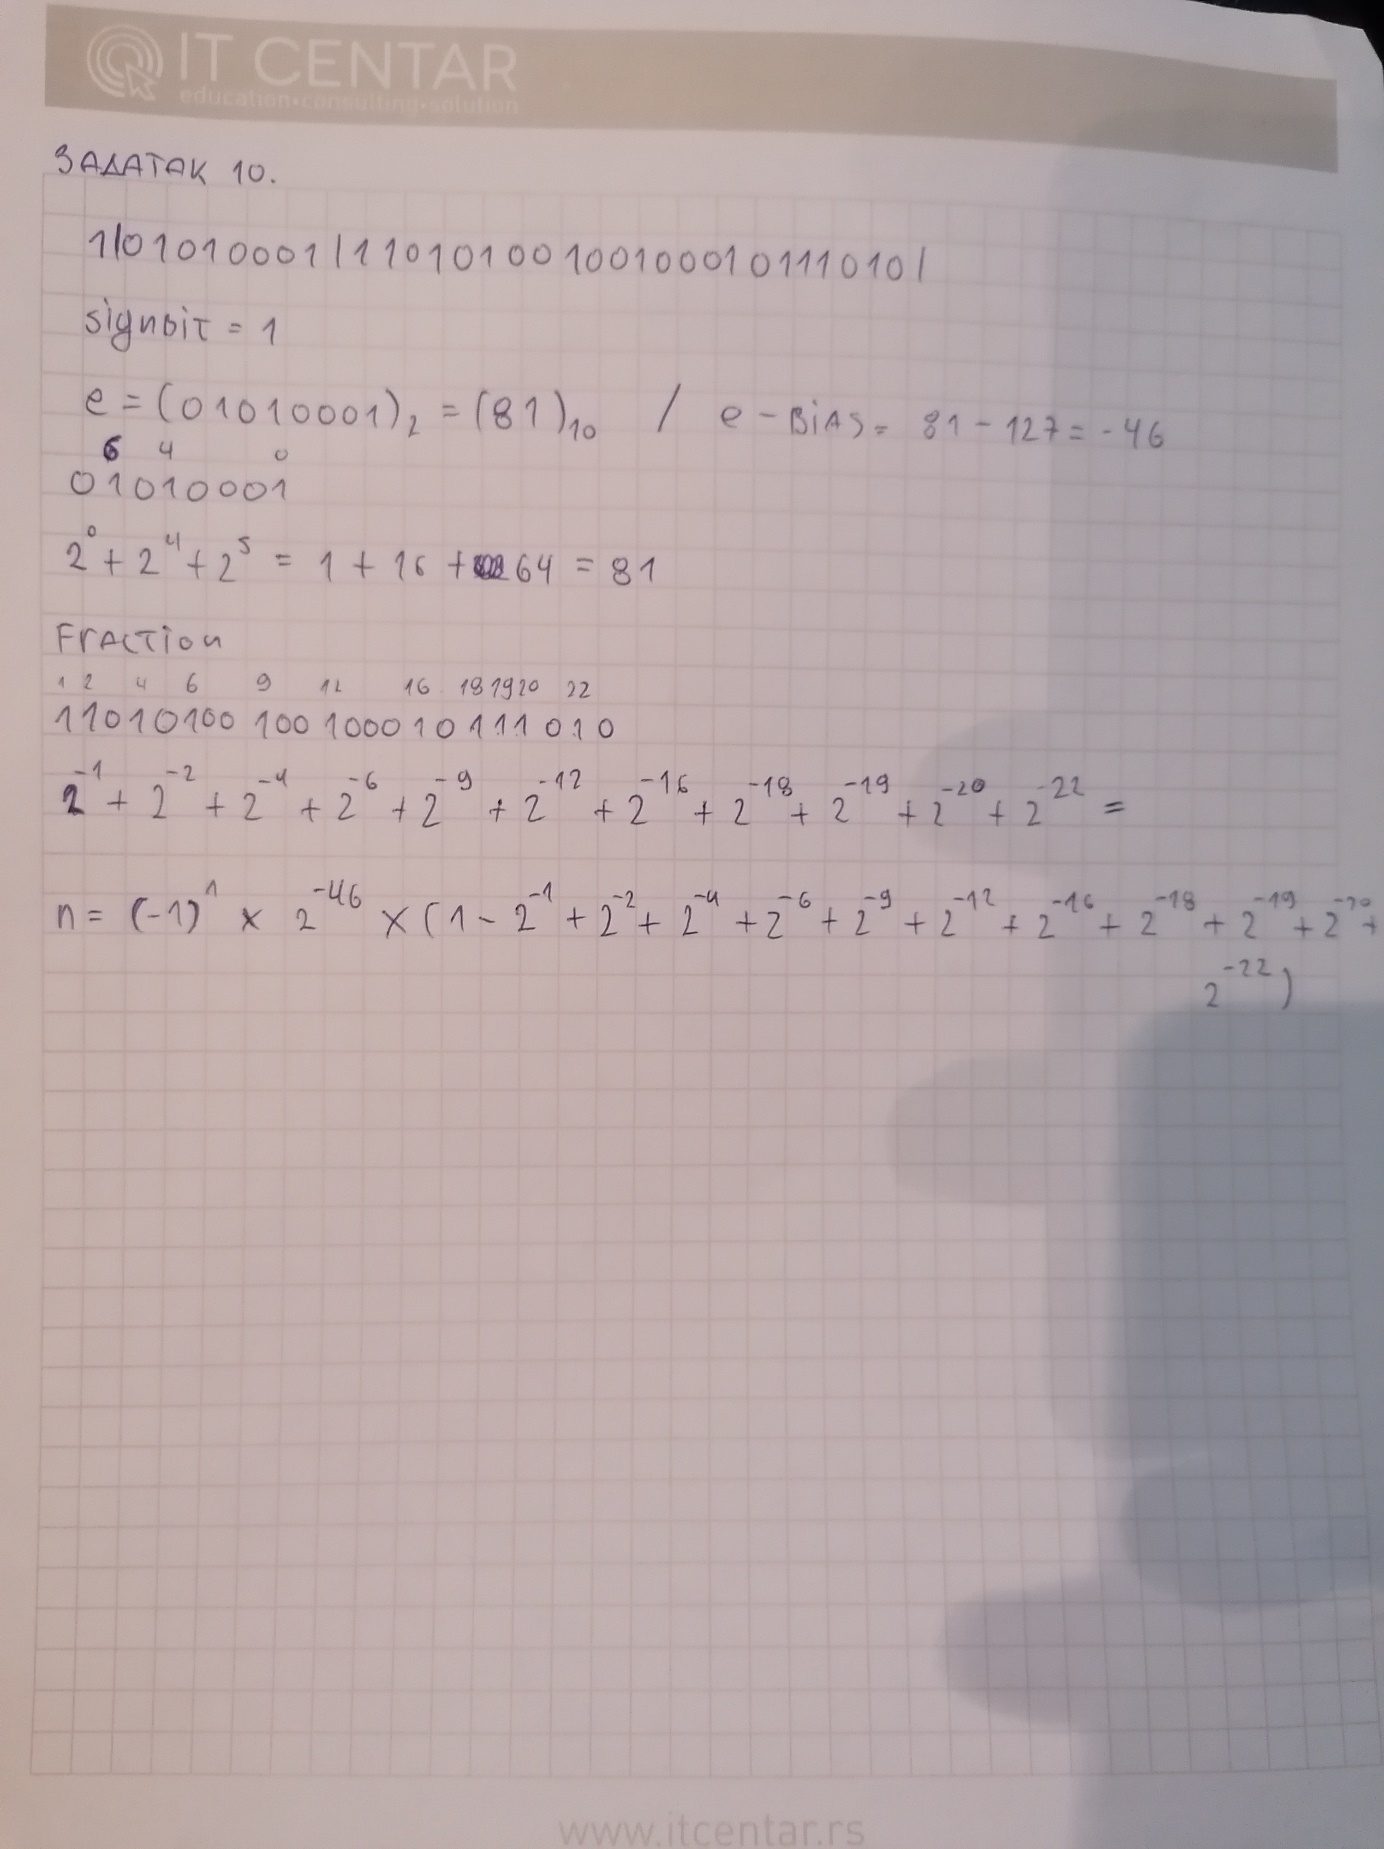 IT CENTAR
education•consulting•solution
ЗАДАТАК 10.
1|01010001|11010100100100010111010|
signbit = 1
e = (01010001)₂ = (81)₁₀ / e - BIAS = 81 - 127 = -46
6 4 0
01010001
2⁰ + 2⁴ + 2⁵ = 1 + 16 + 64 = 81
Fraction
1 2 4 6 9 12 16 18 19 20 22
11010100 100 1000 10 111 010
2⁻¹ + 2⁻² + 2⁻⁴ + 2⁻⁶ + 2⁻⁹ + 2⁻¹² + 2⁻¹⁶ + 2⁻¹⁸ + 2⁻¹⁹ + 2⁻²⁰ + 2⁻²² =
n = (-1)¹ × 2⁻⁴⁶ × (1 - 2⁻¹ + 2⁻² + 2⁻⁴ + 2⁻⁶ + 2⁻⁹ + 2⁻¹² + 2⁻¹⁶ + 2⁻¹⁸ + 2⁻¹⁹ + 2⁻²⁰ +
2⁻²²)
www.itcentar.rs